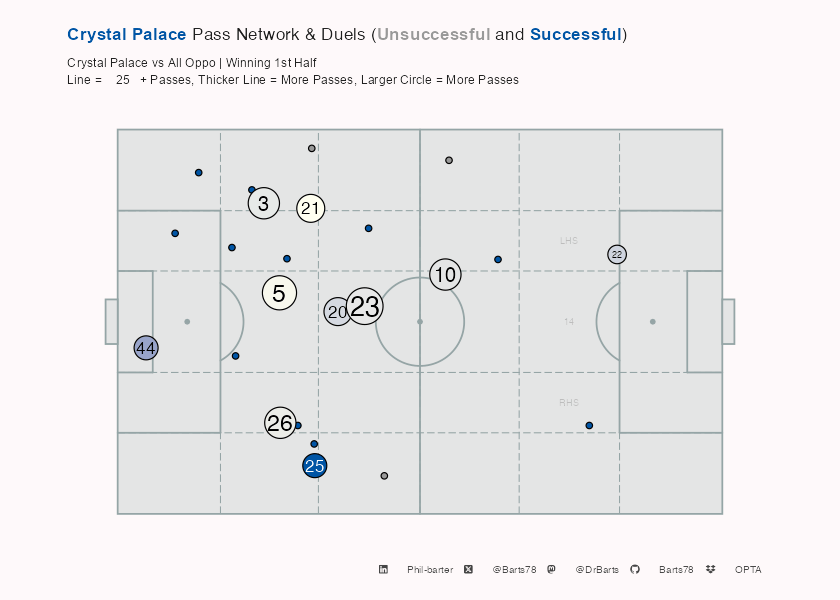 Crystal Palace Pass Network & Duels (Unsuccessful and Successful)
Crystal Palace vs All Oppo | Winning 1st Half
Line = 25 + Passes, Thicker Line = More Passes, Larger Circle = More Passes
3
21
LHS
22
10
5
20
23
14
44
RHS
26
25
Phil-barter @Barts78 @DrBarts Barts78 OPTA